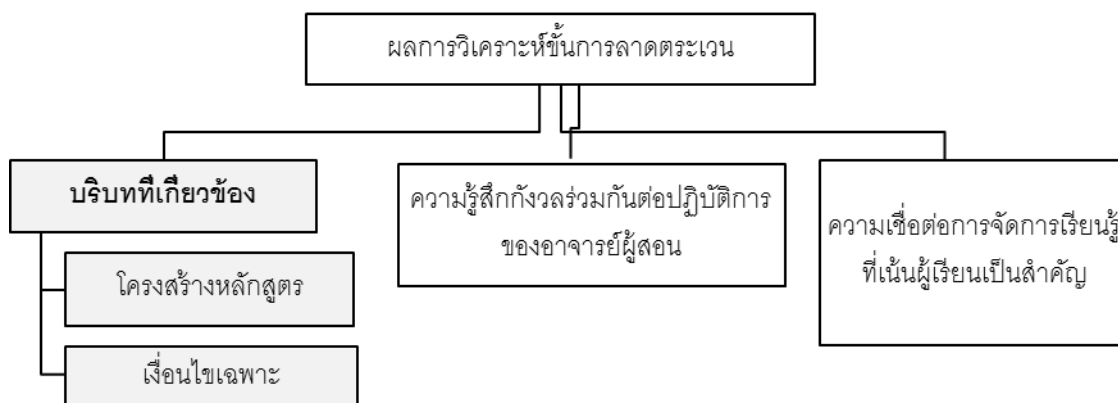 ผลการวิเคราะห์ขั้นการลาดตระเวน
บริบทที่เกี่ยวข้อง
โครงสร้างหลักสูตร
เงื่อนไขเฉพาะ
ความรู้สึกกังวลร่วมกันต่อปฏิบัติการ
ของอาจารย์ผู้สอน
ความเชื่อต่อการจัดการเรียนรู้
ที่เน้นผู้เรียนเป็นสำคัญ